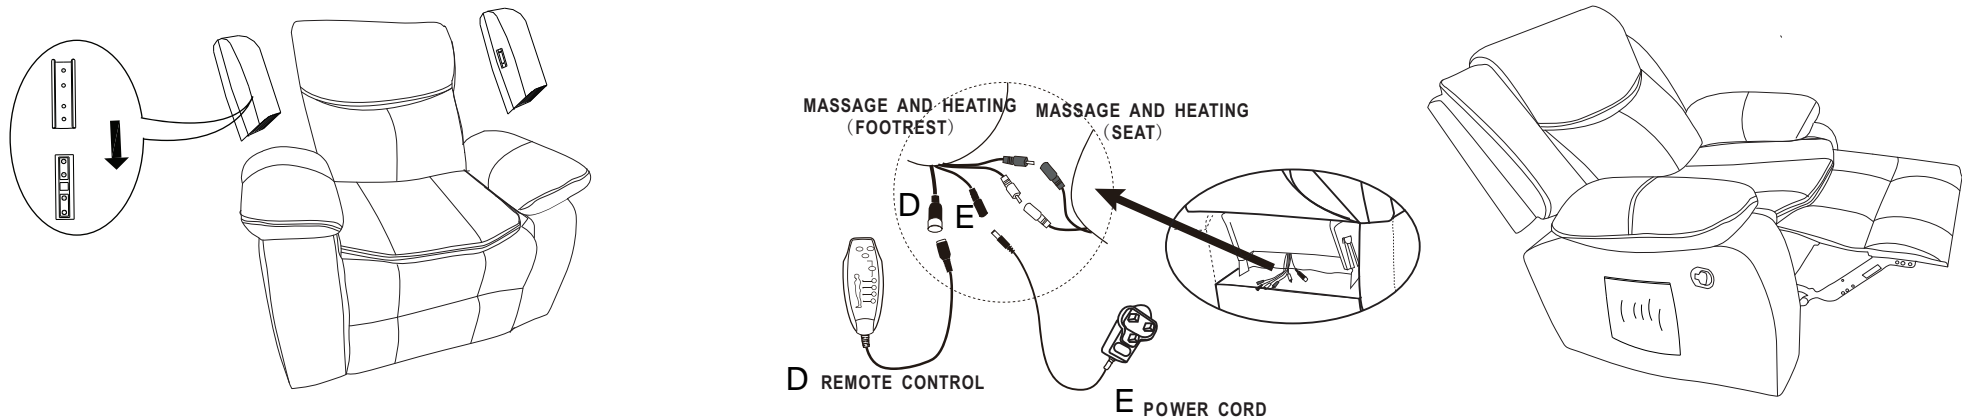 MASSAGE AND HEATING
(FOOTREST)
MASSAGE AND HEATING
(SEAT)
D
E
D REMOTE CONTROL
E POWER CORD